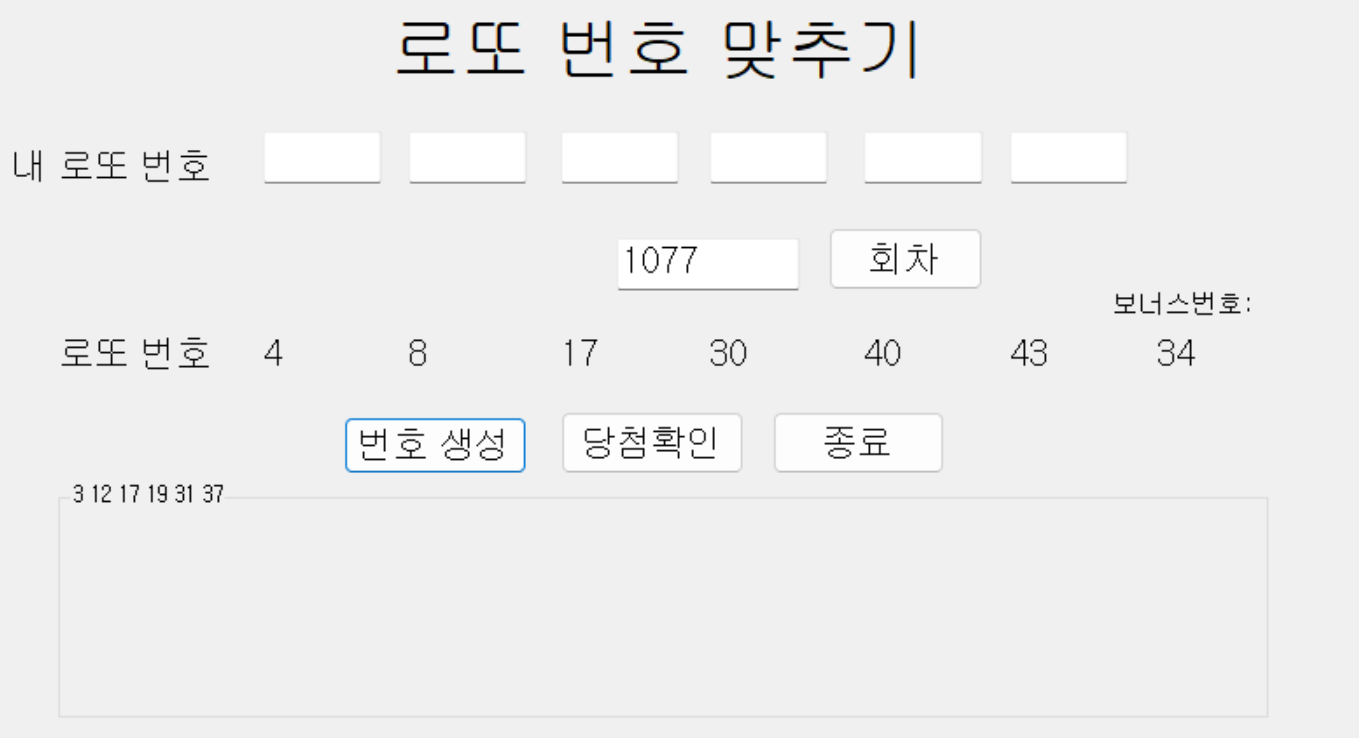 로또 번호 맞추기
내 로또 번호
1077 회차
보너스번호:
로또 번호 4 8 17 30 40 43 34
번호 생성 당첨확인 종료
3 12 17 19 31 37